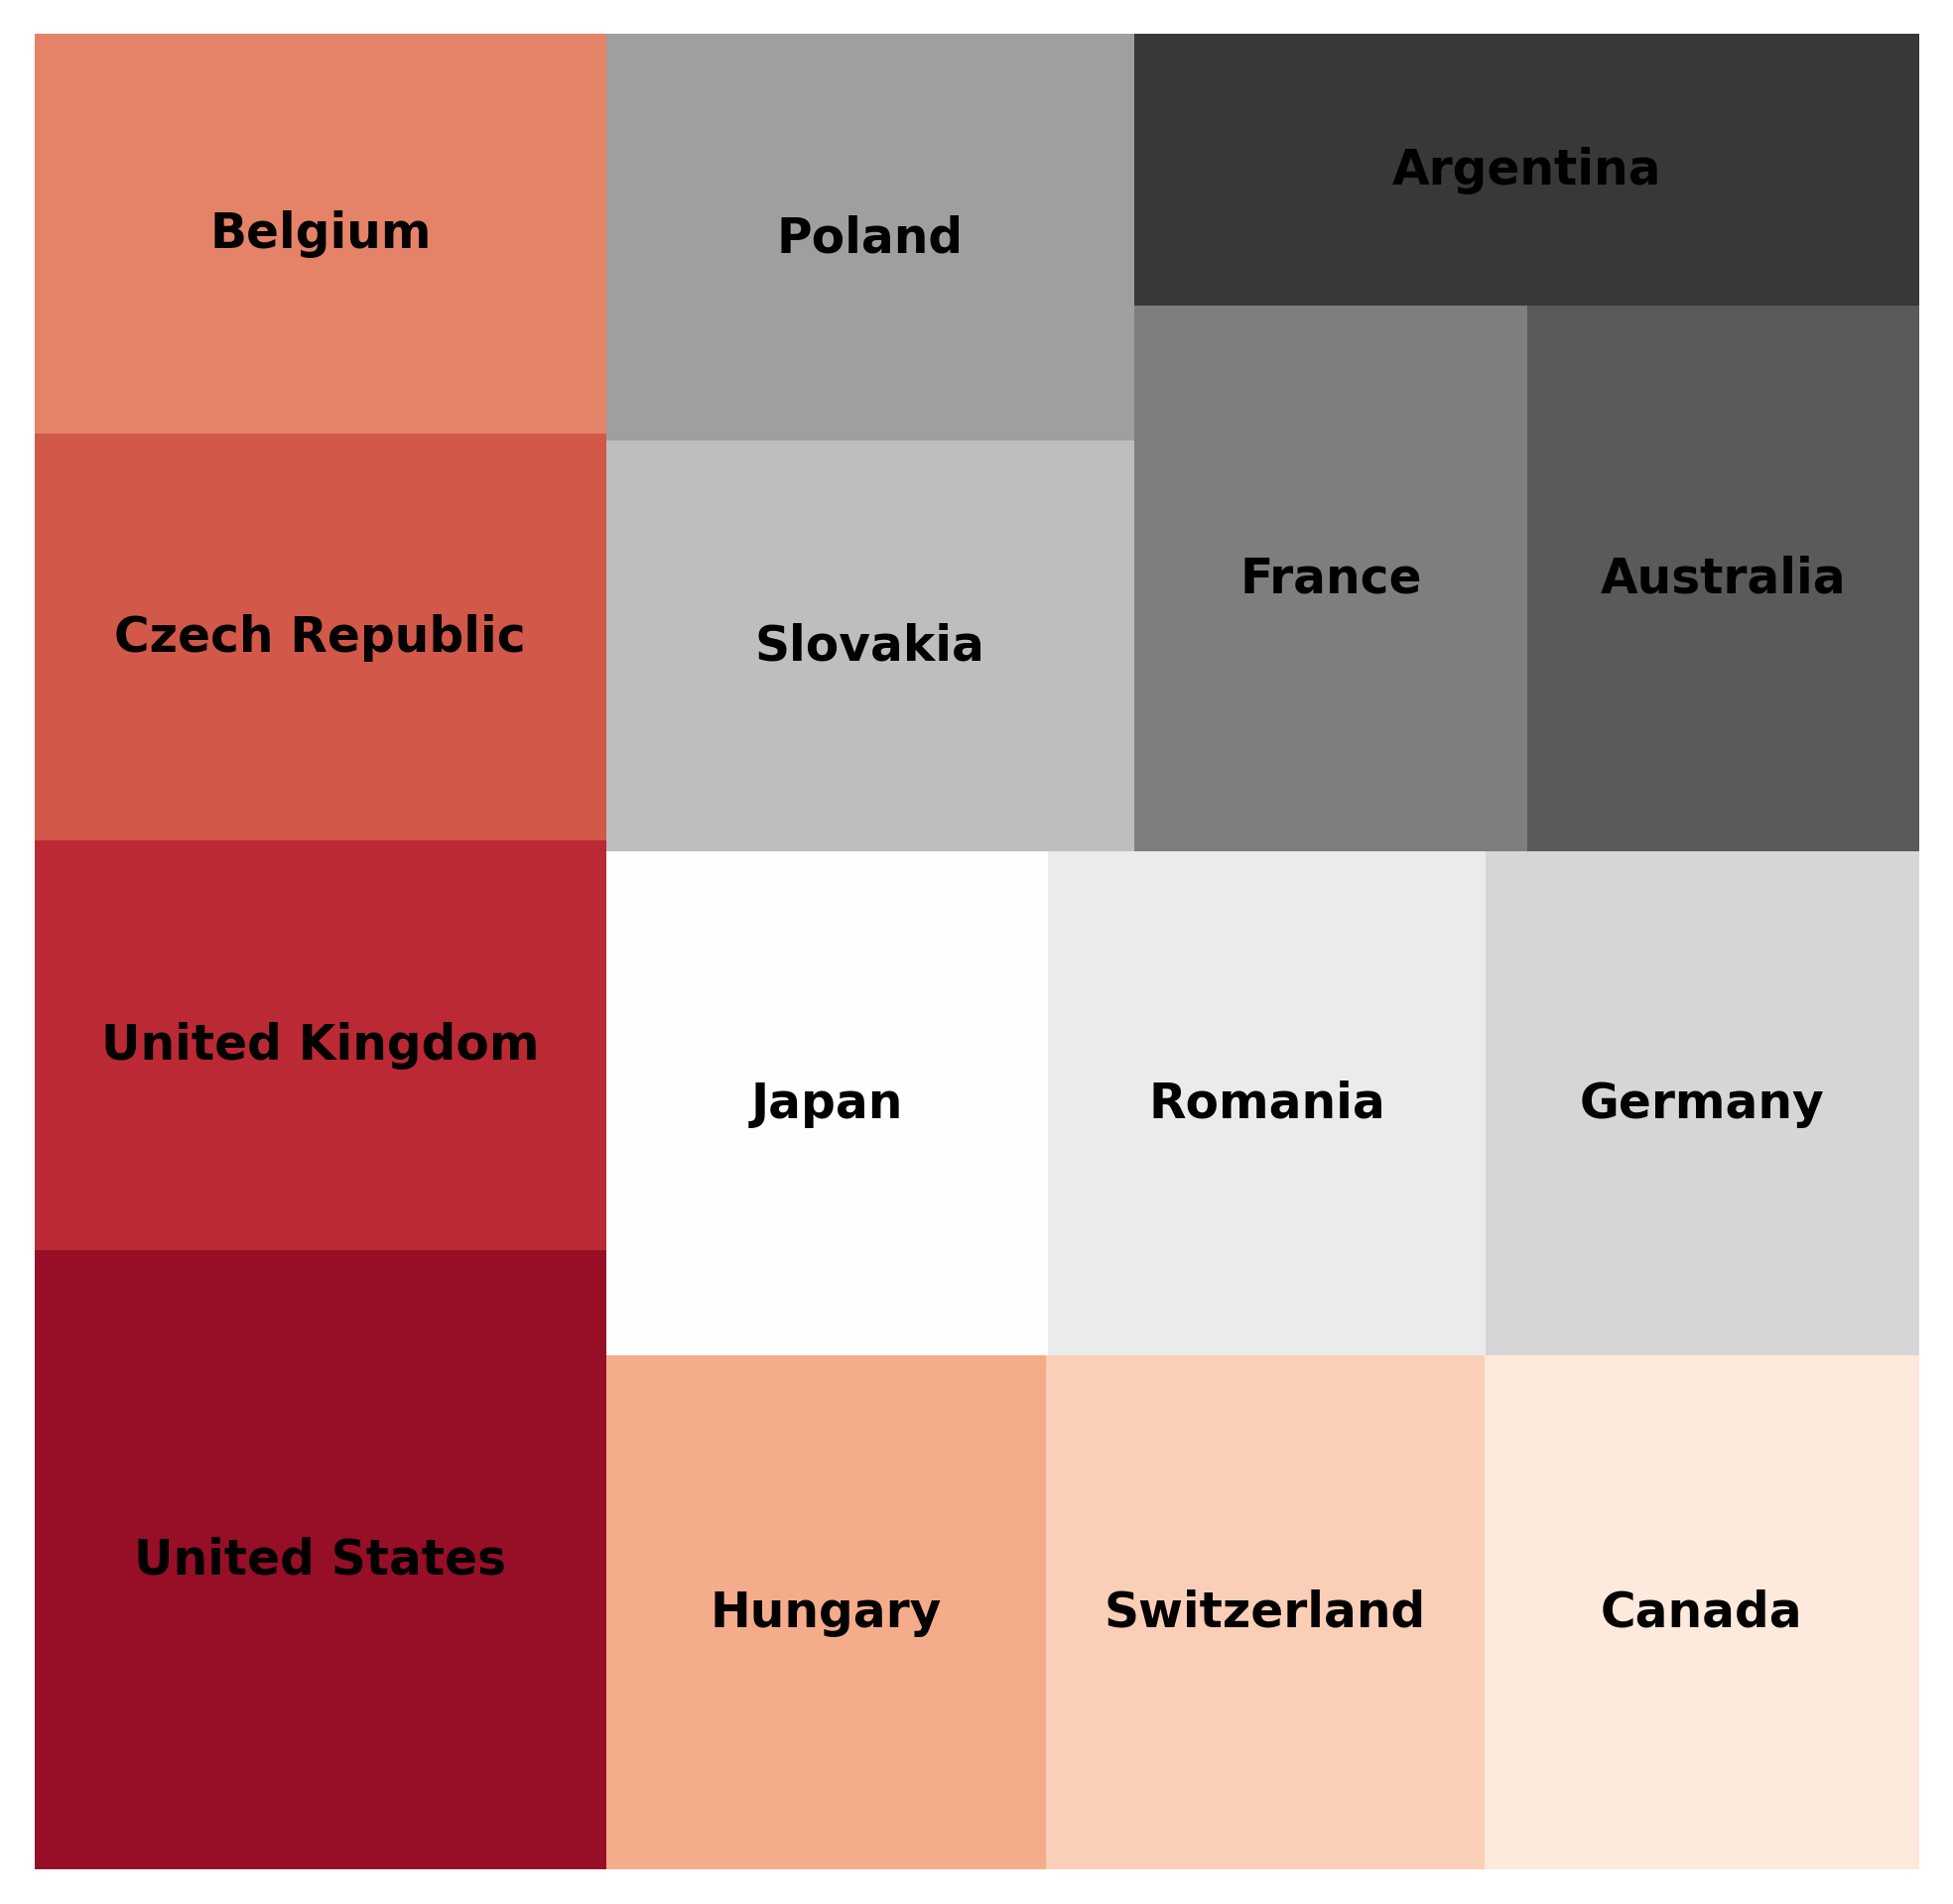 Argentina
Belgium
Poland
France
Australia
Czech Republic
Slovakia
United Kingdom
Japan
Romania
Germany
United States
Hungary
Switzerland
Canada